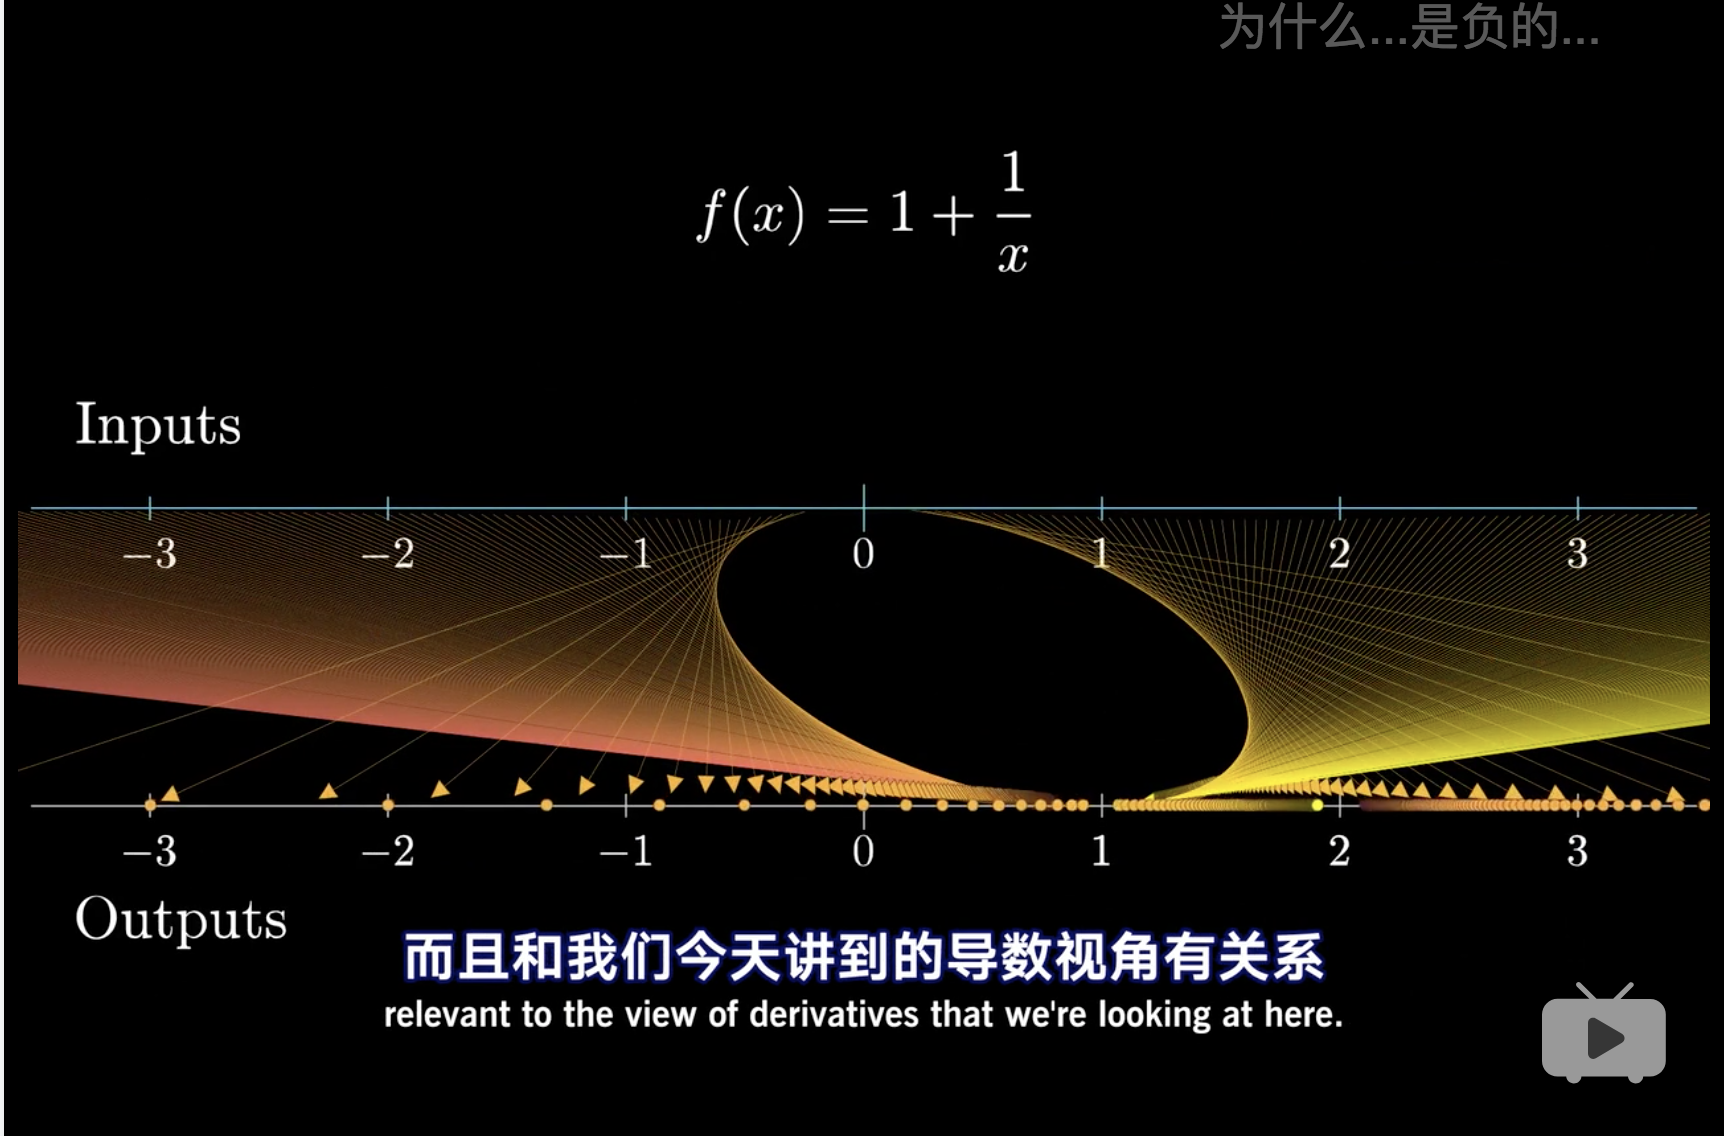 为什么...是负的...
f(x) = 1 + 1/x
Inputs
−3 −2 −1 0 1 2 3
−3 −2 −1 0 1 2 3
Outputs
而且和我们今天讲到的导数视角有关系
relevant to the view of derivatives that we're looking at here.